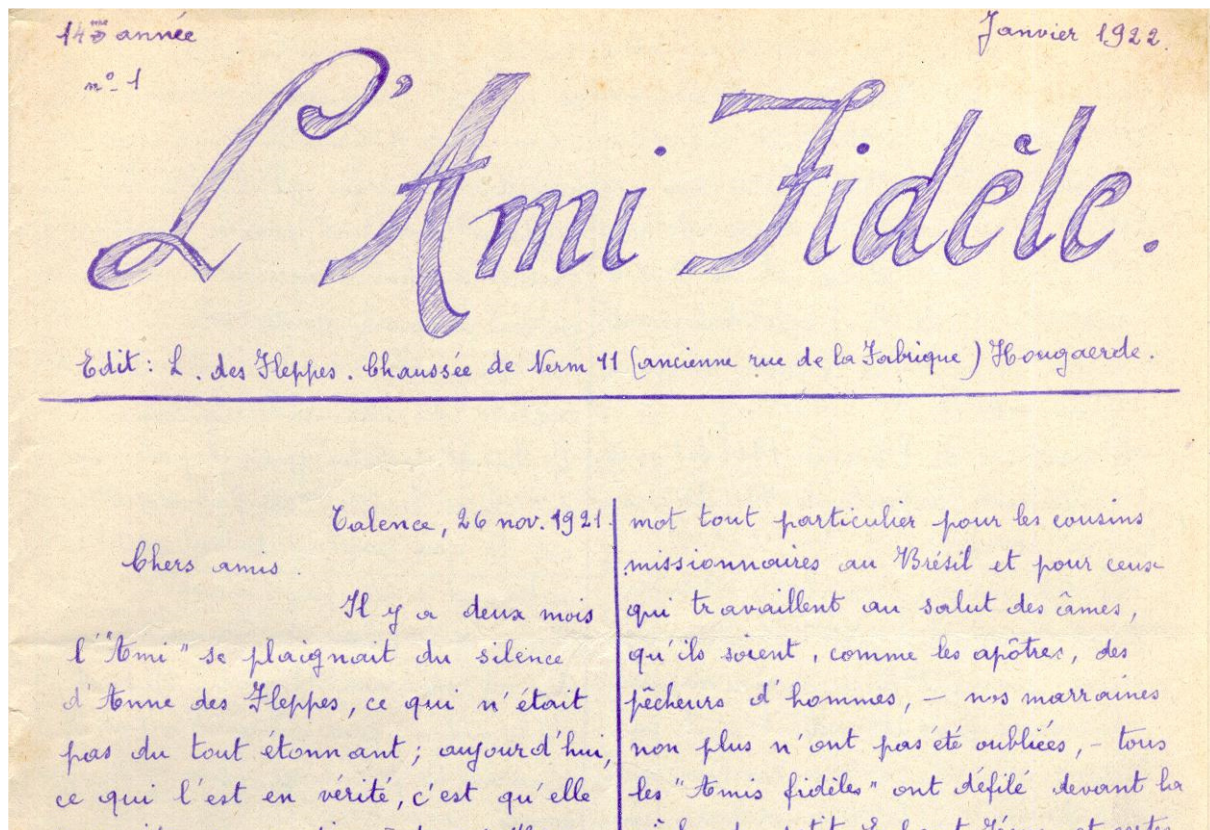 14me année
Janvier 1922.
n° 1
L'Ami Fidèle.
Edit: L. des Fleppes. Chaussée de Nerm 11 (ancienne rue de la Fabrique) Hougaerde.
Talence, 26 nov. 1921.
Chers amis.
Il y a deux mois
l'"Ami" se plaignait du silence
d'Anne des Fleppes, ce qui n'était
pas du tout étonnant; aujourd'hui,
ce qui l'est en vérité, c'est qu'elle
mot tout particulier pour les cousins
missionnaires au Brésil et pour ceux
qui travaillent au salut des âmes,
qu'ils soient, comme les apôtres, des
pêcheurs d'hommes, - nos marraines
non plus n'ont pas été oubliées, - tous
les "Amis fidèles" ont défilé devant la